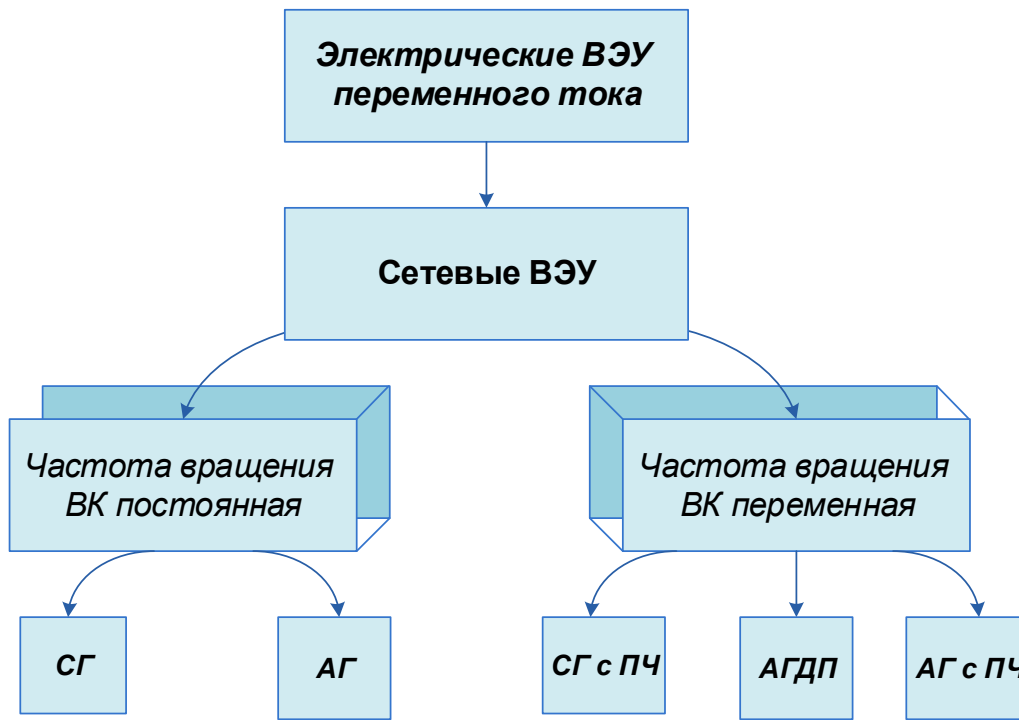 Электрические ВЭУ
переменного тока
Сетевые ВЭУ
Частота вращения
ВК постоянная
Частота вращения
ВК переменная
СГ
АГ
СГ с ПЧ
АГДП
АГ с ПЧ